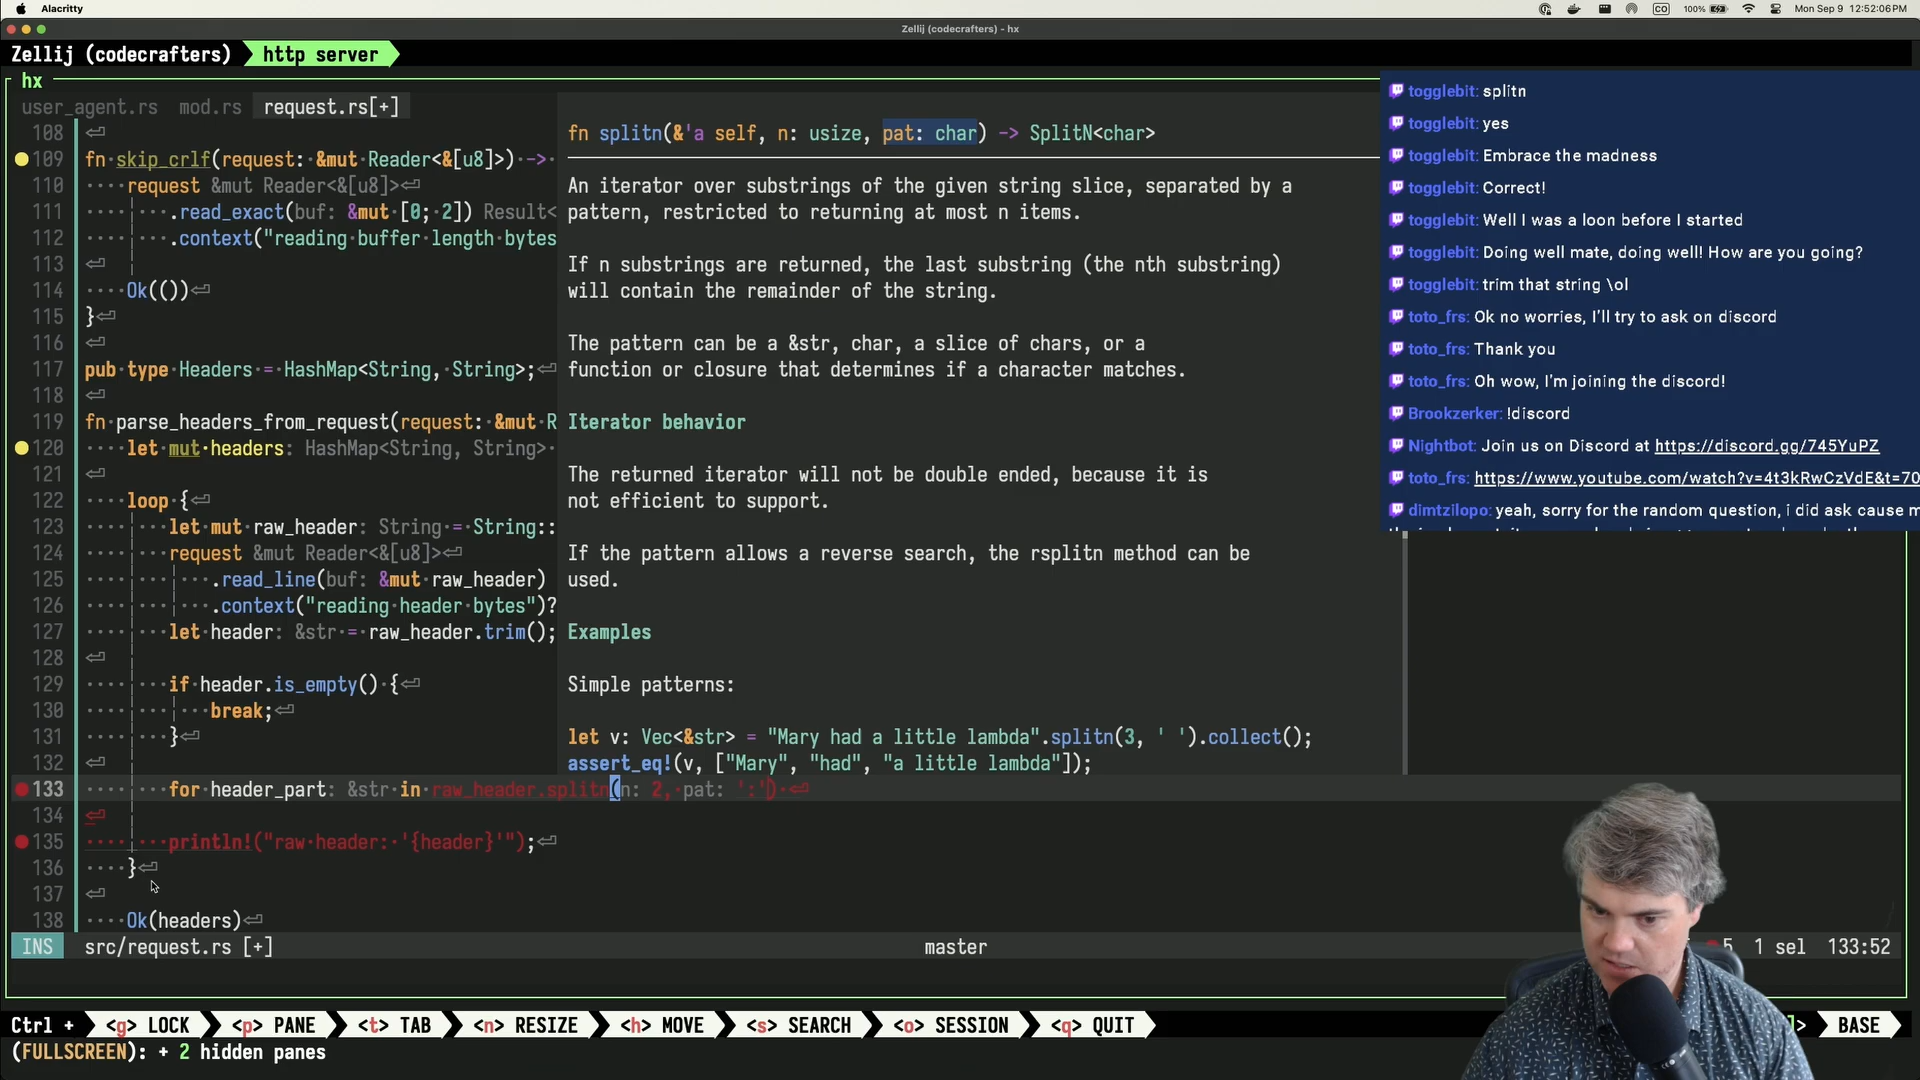 Alacritty
CO 100% Mon Sep 9 12:52:06 PM
Zellij (codecrafters) - hx
Zellij (codecrafters) http server
hx
user_agent.rs mod.rs request.rs[+]
108 ⏎
109 fn·skip_crlf(request:·&mut·Reader<&[u8]>)·->·
110 ····request &mut Reader<&[u8]>⏎
111 ········.read_exact(buf: &mut·[0;·2]) Result<
112 ········.context("reading·buffer·length·bytes
113 ⏎
114 ····Ok(())⏎
115 }⏎
116 ⏎
117 pub·type·Headers·=·HashMap<String,·String>;⏎
118 ⏎
119 fn·parse_headers_from_request(request:·&mut·R
120 ····let·mut·headers: HashMap<String, String>·
121 ⏎
122 ····loop·{⏎
123 ········let·mut·raw_header: String·=·String::
124 ········request &mut Reader<&[u8]>⏎
125 ············.read_line(buf: &mut·raw_header)
126 ············.context("reading·header·bytes")?
127 ········let·header: &str·=·raw_header.trim();
128 ⏎
129 ········if·header.is_empty()·{⏎
130 ············break;⏎
131 ········}⏎
132 ⏎
133 ········for·header_part: &str·in·raw_header.splitn(n: 2,·pat: ':')·⏎
134 ⏎
135 ········println!("raw·header:·'{header}'");⏎
136 ····}⏎
137 ⏎
138 ····Ok(headers)⏎
fn splitn(&'a self, n: usize, pat: char) -> SplitN<char>
An iterator over substrings of the given string slice, separated by a
pattern, restricted to returning at most n items.
If n substrings are returned, the last substring (the nth substring)
will contain the remainder of the string.
The pattern can be a &str, char, a slice of chars, or a
function or closure that determines if a character matches.
Iterator behavior
The returned iterator will not be double ended, because it is
not efficient to support.
If the pattern allows a reverse search, the rsplitn method can be
used.
Examples
Simple patterns:
let v: Vec<&str> = "Mary had a little lambda".splitn(3, ' ').collect();
assert_eq!(v, ["Mary", "had", "a little lambda"]);
togglebit: splitn
togglebit: yes
togglebit: Embrace the madness
togglebit: Correct!
togglebit: Well I was a loon before I started
togglebit: Doing well mate, doing well! How are you going?
togglebit: trim that string \ol
toto_frs: Ok no worries, I'll try to ask on discord
toto_frs: Thank you
toto_frs: Oh wow, I'm joining the discord!
Brookzerker: !discord
Nightbot: Join us on Discord at https://discord.gg/745YuPZ
toto_frs: https://www.youtube.com/watch?v=4t3kRwCzVdE&t=70
dimtzilopo: yeah, sorry for the random question, i did ask cause m
INS src/request.rs [+] master 5 1 sel 133:52
Ctrl + <g> LOCK <p> PANE <t> TAB <n> RESIZE <h> MOVE <s> SEARCH <o> SESSION <q> QUIT BASE
(FULLSCREEN): + 2 hidden panes